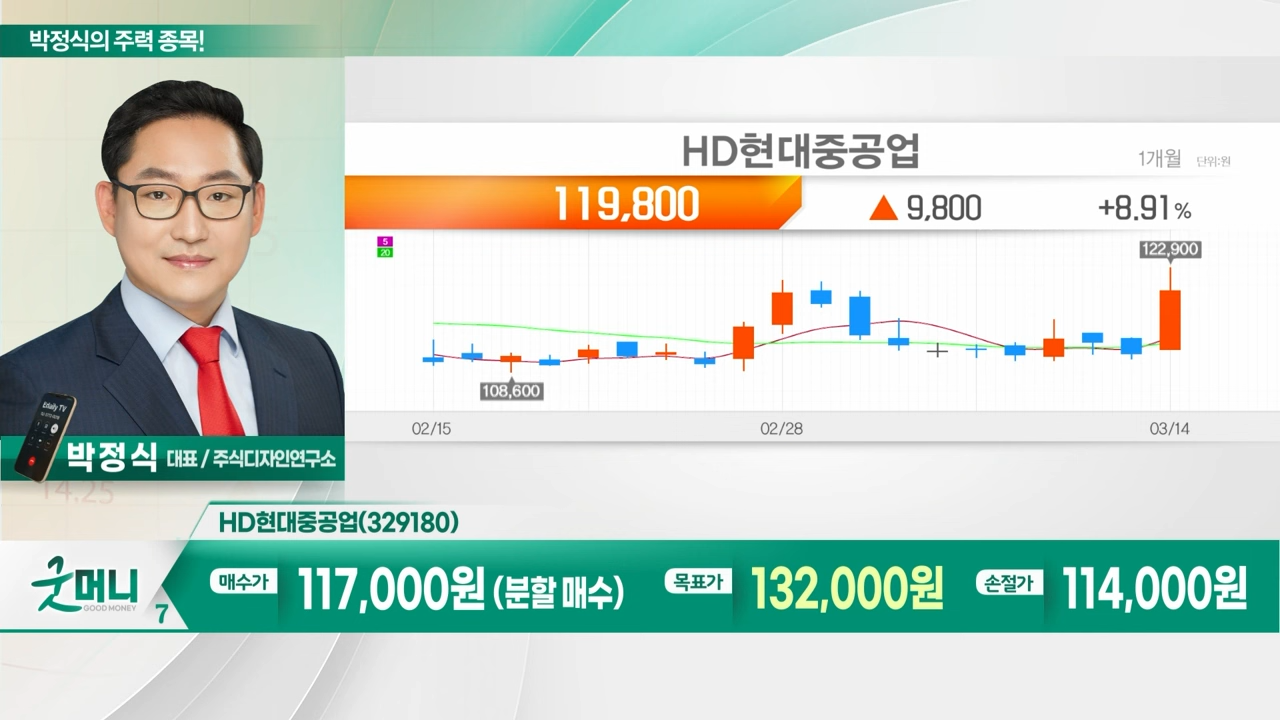 박정식의 주력 종목!
HD현대중공업
1개월 단위:원
119,800 ▲ 9,800 +8.91%
5
20
122,900
108,600
02/15 02/28 03/14
Edaily TV
박정식 대표 / 주식디자인연구소
14.25
HD현대중공업(329180)
굿머니
GOOD MONEY
7
매수가 117,000원 (분할 매수) 목표가 132,000원 손절가 114,000원